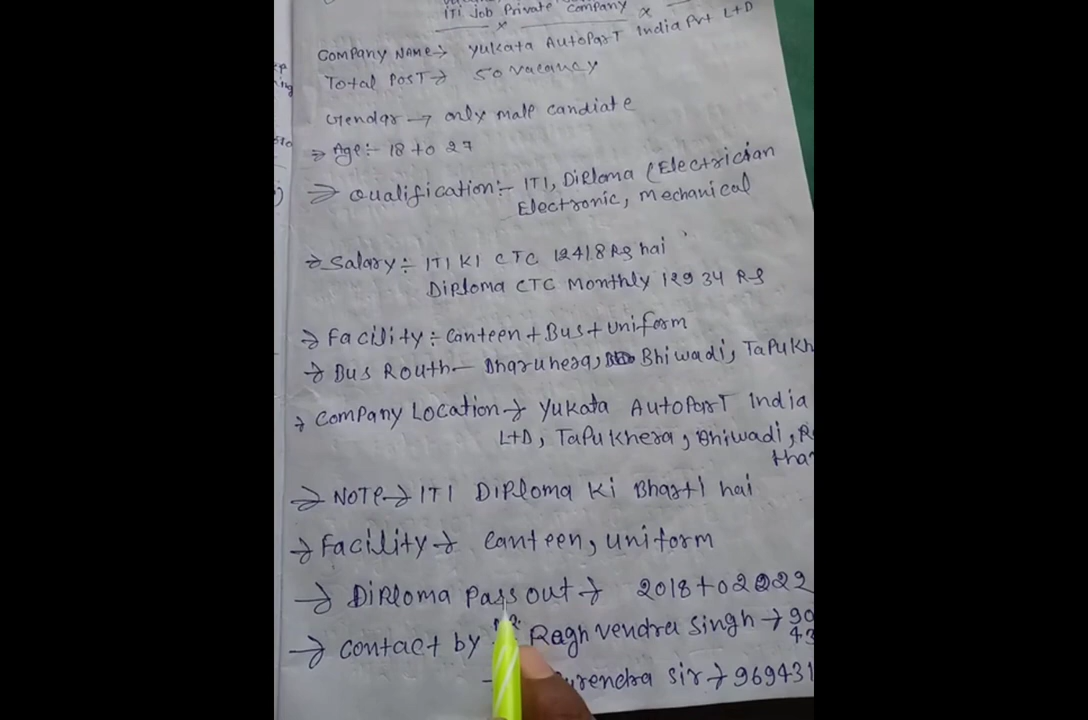 ITI Job Private Company
Company Name:→ Yukata AutoPart India Pvt L+D
Total Post→ 50 vacancy
Gendar → only male candiate
⇒ Age:- 18 to 27
⇒ Qualification:- ITI, Diploma (Electrician
Electronic, Mechanical
⇒ Salary:- ITI KI CTC 12418 Rs hai
Diploma CTC Monthly 12934 RS
→ Facility:- Canteen + Bus + Uniform
→ Bus Routh- Dharuhera, Bhiwadi, Tapukh
→ Company Location→ Yukata AutoPart India
L+D, Tapukhera, Bhiwadi, R
tha
⇒ NOTE→ ITI Diploma Ki Bharti hai
→ Facility→ Canteen, uniform
→ Diploma Pass out→ 2018 to 2022
→ Contact by Raghvendra Singh→ 90
43
urendra sir→ 969431